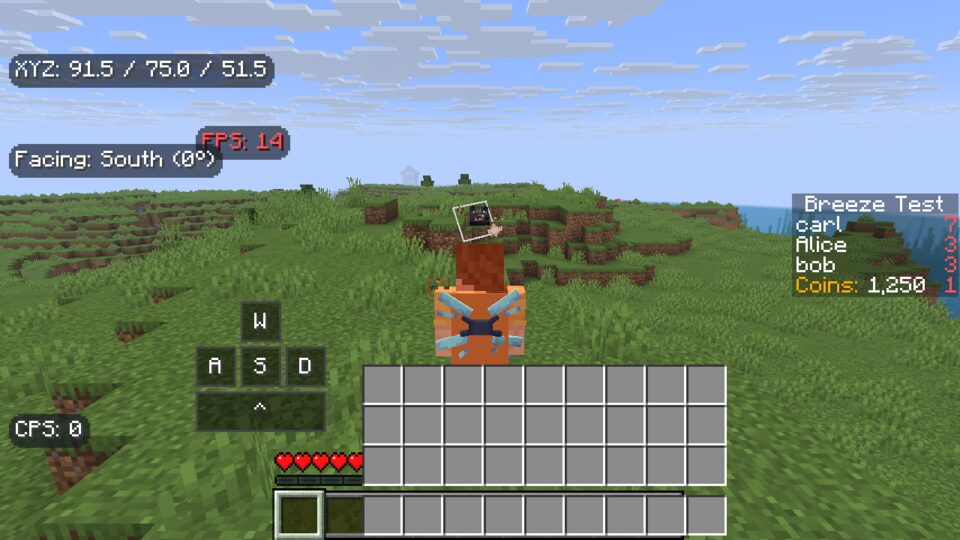 XYZ: 91.5 / 75.0 / 51.5
FPS: 14
Facing: South (0°)
Breeze Test
carl 7
Alice 3
bob 3
Coins: 1,250 1
W
A S D
^
CPS: 0